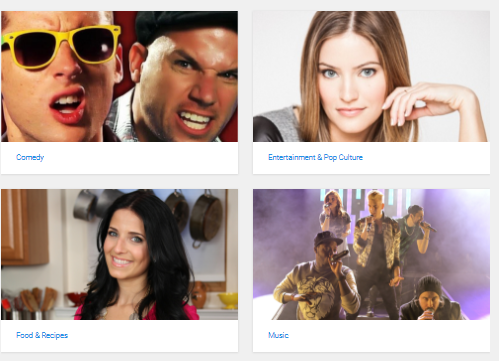 Comedy
Entertainment & Pop Culture
Food & Recipes
Music